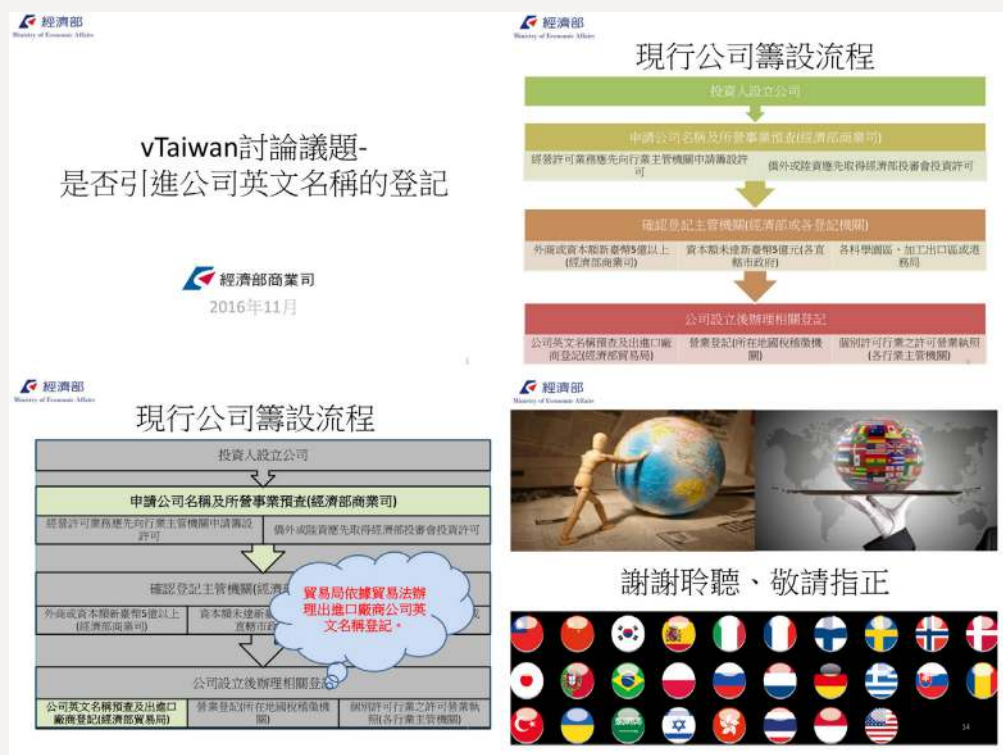 經濟部
Ministry of Economic Affairs
vTaiwan討論議題-
是否引進公司英文名稱的登記
經濟部商業司
2016年11月
經濟部
Ministry of Economic Affairs
現行公司籌設流程
投資人設立公司
申請公司名稱及所營事業預查(經濟部商業司)
經營許可業務應先向行業主管機關申請籌設許
可
僑外或陸資應先取得經濟部投審會投資許可
確認登記主管機關(經濟部或各登記機關)
外商或資本額新臺幣5億以上
(經濟部商業司)
資本額未達新臺幣5億元(各直
轄市政府)
各科學園區、加工出口區或港
務局
公司設立後辦理相關登記
公司英文名稱預查及出進口廠
商登記(經濟部貿易局)
營業登記(所在地國稅稽徵機
關)
個別許可行業之許可營業執照
(各行業主管機關)
經濟部
Ministry of Economic Affairs
現行公司籌設流程
投資人設立公司
申請公司名稱及所營事業預查(經濟部商業司)
經營許可業務應先向行業主管機關申請籌設
許可
僑外或陸資應先取得經濟部投審會投資許可
確認登記主管機關(經濟
外商或資本額新臺幣5億以上
(經濟部商業司)
資本額未達新
直轄市政
貿易局依據貿易法辦
理出進口廠商公司英
文名稱登記。
公司設立後辦理相關登記
公司英文名稱預查及出進口
廠商登記(經濟部貿易局)
營業登記(所在地國稅稽徵機
關)
個別許可行業之許可營業執
照(各行業主管機關)
經濟部
Ministry of Economic Affairs
謝謝聆聽、敬請指正
14